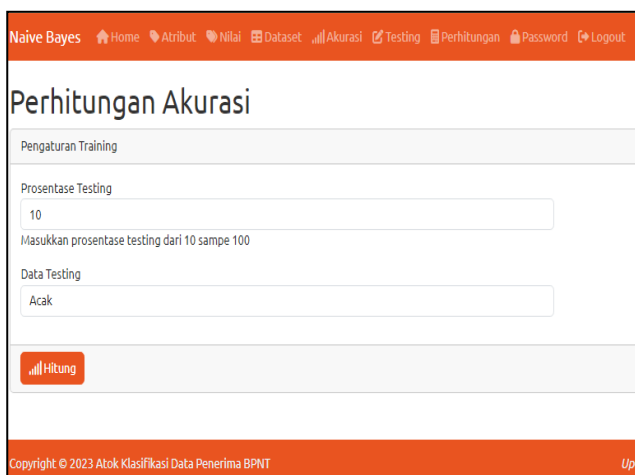 Naive Bayes Home Atribut Nilai Dataset Akurasi Testing Perhitungan Password Logout
Perhitungan Akurasi
Pengaturan Training
Prosentase Testing
10
Masukkan prosentase testing dari 10 sampe 100
Data Testing
Acak
Hitung
Copyright © 2023 Atok Klasifikasi Data Penerima BPNT